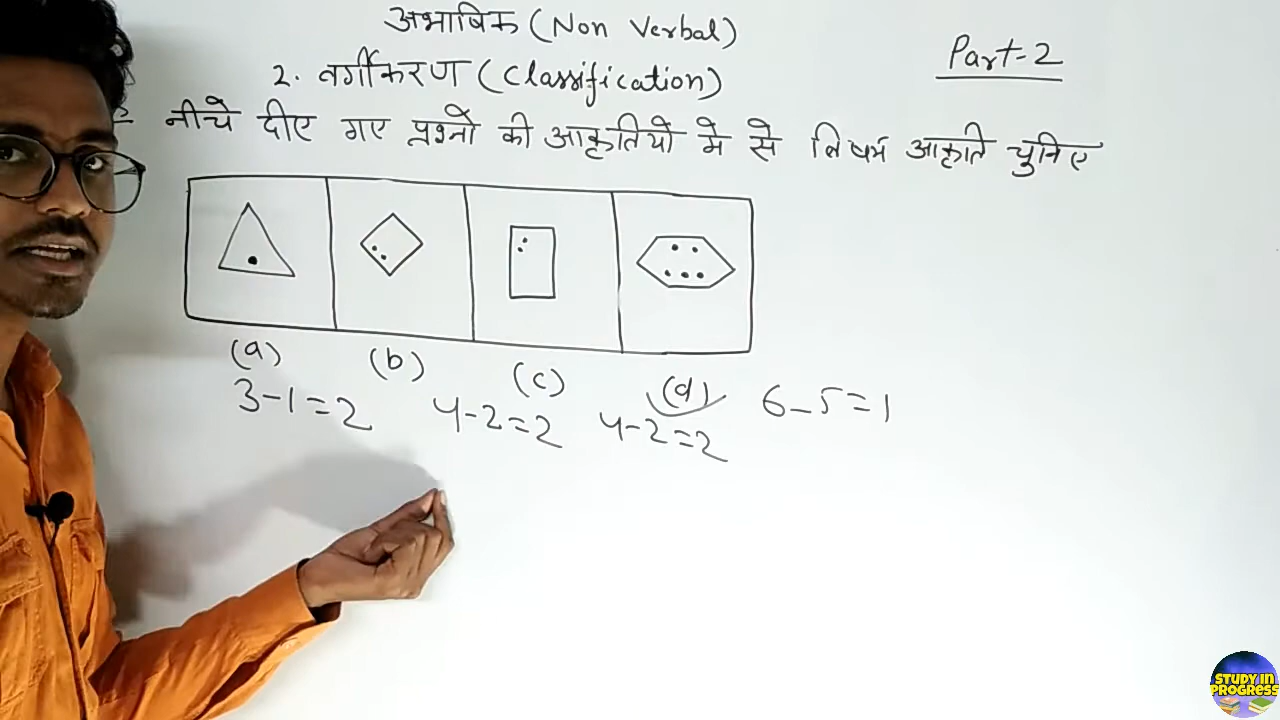 अभाषिक (Non Verbal)
Part-2
2. वर्गीकरण (Classification)
नीचे दीए गए प्रश्नो की आकृतियो मे से विषम आकृति चुनिए
(a) (b) (c) (d)
3-1=2 4-2=2 4-2=2 6-5=1
STUDY IN
PROGRESS